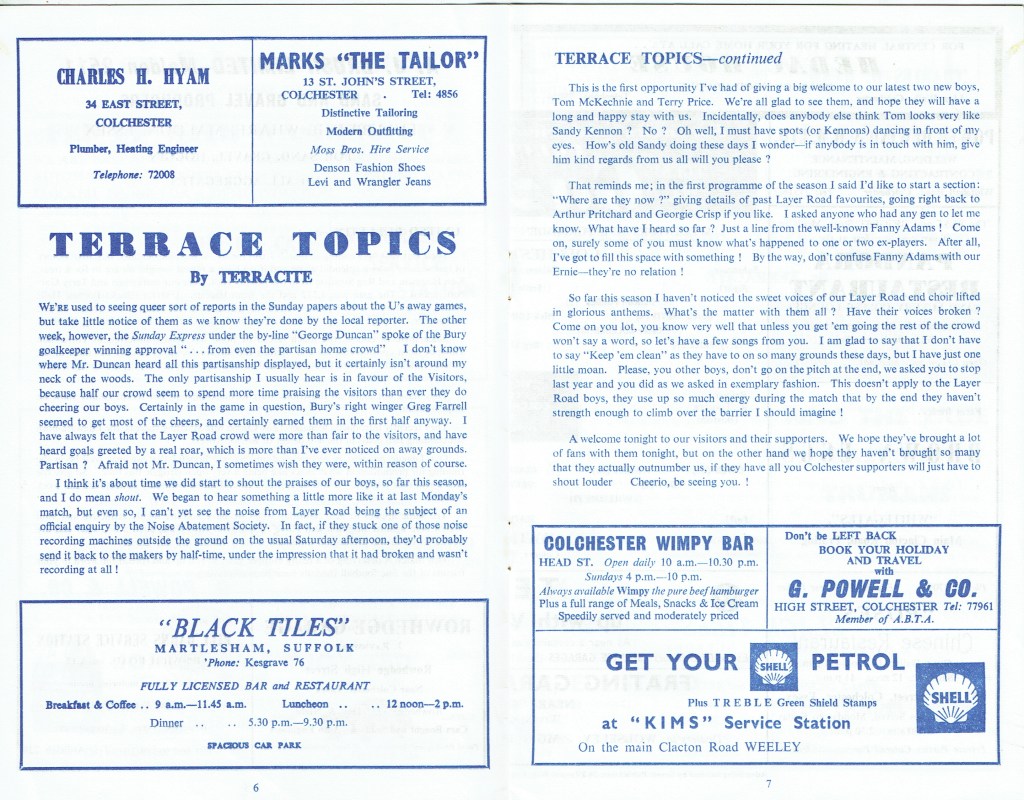 CHARLES H. HYAM
34 EAST STREET,
COLCHESTER
Plumber, Heating Engineer
Telephone: 72008
MARKS "THE TAILOR"
13 ST. JOHN'S STREET,
COLCHESTER . Tel: 4856
Distinctive Tailoring
Modern Outfitting
Moss Bros. Hire Service
Denson Fashion Shoes
Levi and Wrangler Jeans
TERRACE TOPICS
By TERRACITE
WE'RE used to seeing queer sort of reports in the Sunday papers about the U's away games,
but take little notice of them as we know they're done by the local reporter. The other
week, however, the Sunday Express under the by-line "George Duncan" spoke of the Bury
goalkeeper winning approval " . . . from even the partisan home crowd" I don't know
where Mr. Duncan heard all this partisanship displayed, but it certainly isn't around my
neck of the woods. The only partisanship I usually hear is in favour of the Visitors,
because half our crowd seem to spend more time praising the visitors than ever they do
cheering our boys. Certainly in the game in question, Bury's right winger Greg Farrell
seemed to get most of the cheers, and certainly earned them in the first half anyway. I
have always felt that the Layer Road crowd were more than fair to the visitors, and have
heard goals greeted by a real roar, which is more than I've ever noticed on away grounds.
Partisan ? Afraid not Mr. Duncan, I sometimes wish they were, within reason of course.
I think it's about time we did start to shout the praises of our boys, so far this season,
and I do mean shout. We began to hear something a little more like it at last Monday's
match, but even so, I can't yet see the noise from Layer Road being the subject of an
official enquiry by the Noise Abatement Society. In fact, if they stuck one of those noise
recording machines outside the ground on the usual Saturday afternoon, they'd probably
send it back to the makers by half-time, under the impression that it had broken and wasn't
recording at all !
"BLACK TILES"
MARTLESHAM, SUFFOLK
'Phone: Kesgrave 76
FULLY LICENSED BAR and RESTAURANT
Breakfast & Coffee . . 9 a.m.—11.45 a.m. Luncheon . . . . 12 noon—2 p.m.
Dinner . . . . 5.30 p.m.—9.30 p.m.
SPACIOUS CAR PARK
6
TERRACE TOPICS—continued
This is the first opportunity I've had of giving a big welcome to our latest two new boys,
Tom McKechnie and Terry Price. We're all glad to see them, and hope they will have a
long and happy stay with us. Incidentally, does anybody else think Tom looks very like
Sandy Kennon ? No ? Oh well, I must have spots (or Kennons) dancing in front of my
eyes. How's old Sandy doing these days I wonder—if anybody is in touch with him, give
him kind regards from us all will you please ?
That reminds me; in the first programme of the season I said I'd like to start a section:
"Where are they now ?" giving details of past Layer Road favourites, going right back to
Arthur Pritchard and Georgie Crisp if you like. I asked anyone who had any gen to let me
know. What have I heard so far ? Just a line from the well-known Fanny Adams ! Come
on, surely some of you must know what's happened to one or two ex-players. After all,
I've got to fill this space with something ! By the way, don't confuse Fanny Adams with our
Ernie—they're no relation !
So far this season I haven't noticed the sweet voices of our Layer Road end choir lifted
in glorious anthems. What's the matter with them all ? Have their voices broken ?
Come on you lot, you know very well that unless you get 'em going the rest of the crowd
won't say a word, so let's have a few songs from you. I am glad to say that I don't have
to say "Keep 'em clean" as they have to on so many grounds these days, but I have just one
little moan. Please, you other boys, don't go on the pitch at the end, we asked you to stop
last year and you did as we asked in exemplary fashion. This doesn't apply to the Layer
Road boys, they use up so much energy during the match that by the end they haven't
strength enough to climb over the barrier I should imagine !
A welcome tonight to our visitors and their supporters. We hope they've brought a lot
of fans with them tonight, but on the other hand we hope they haven't brought so many
that they actually outnumber us, if they have all you Colchester supporters will just have to
shout louder Cheerio, be seeing you. !
COLCHESTER WIMPY BAR
HEAD ST. Open daily 10 a.m.—10.30 p.m.
Sundays 4 p.m.—10 p.m.
Always available Wimpy the pure beef hamburger
Plus a full range of Meals, Snacks & Ice Cream
Speedily served and moderately priced
Don't be LEFT BACK
BOOK YOUR HOLIDAY
AND TRAVEL
with
G. POWELL & CO.
HIGH STREET, COLCHESTER Tel: 77961
Member of A.B.T.A.
GET YOUR SHELL PETROL
Plus TREBLE Green Shield Stamps
at "KIMS" Service Station
On the main Clacton Road WEELEY
SHELL
7